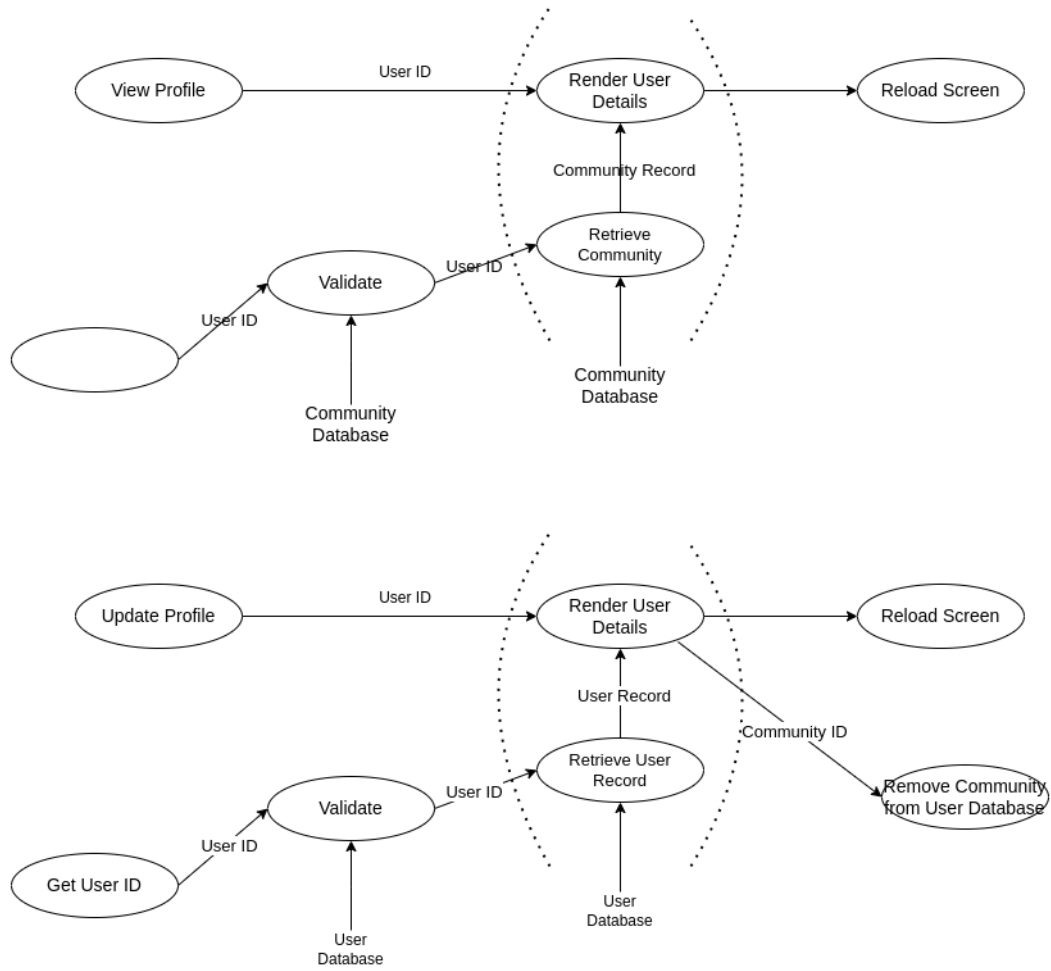 User ID
View Profile
Render User
Details
Reload Screen
Community Record
Retrieve
Community
User ID
Validate
User ID
Community
Database
Community
Database
User ID
Update Profile
Render User
Details
Reload Screen
User Record
Community ID
Retrieve User
Record
User ID
Validate
Remove Community
from User Database
User ID
Get User ID
User
Database
User
Database